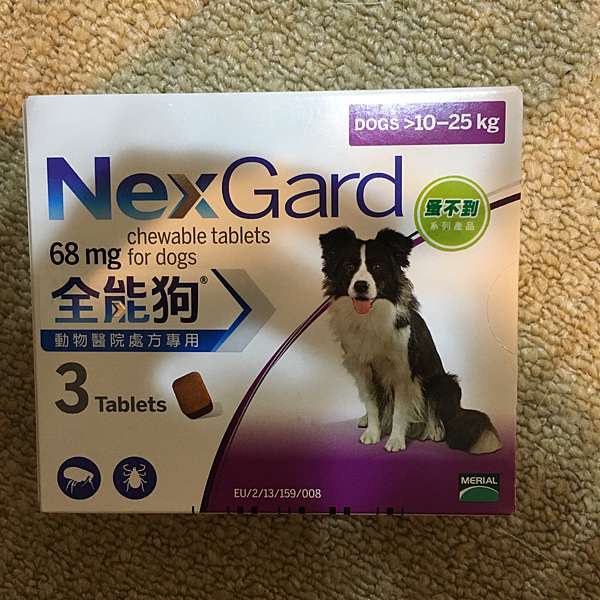 DOGS >10–25 kg
NexGard
蚤不到
系列產品
68 mg chewable tablets for dogs
全能狗®
動物醫院處方專用
3 Tablets
EU/2/13/159/008
MERIAL